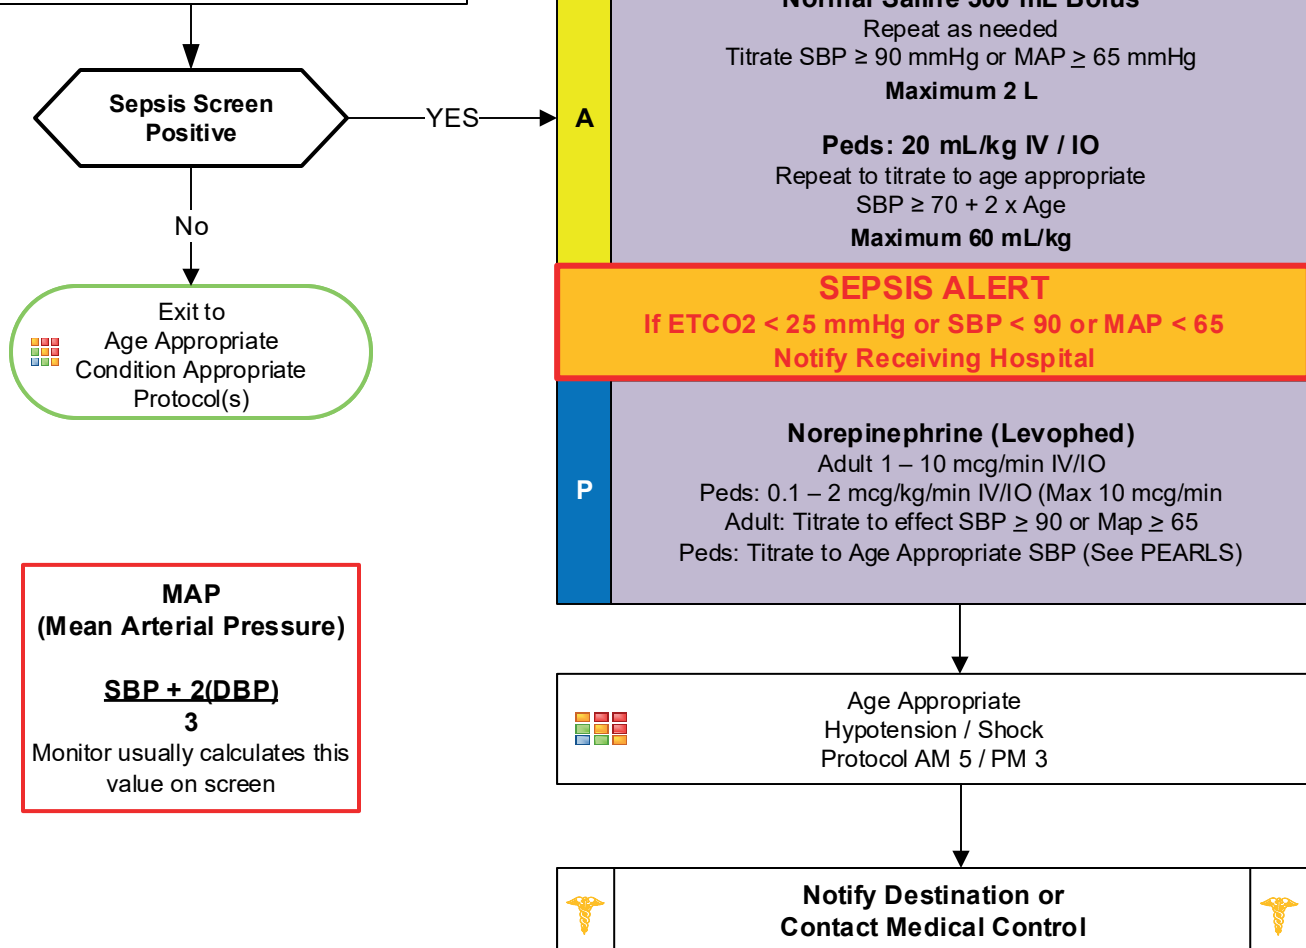 Sepsis Screen
Positive
YES
No
Exit to
Age Appropriate
Condition Appropriate
Protocol(s)
MAP
(Mean Arterial Pressure)
SBP + 2(DBP)
3
Monitor usually calculates this
value on screen
A
Normal Saline 500 mL Bolus
Repeat as needed
Titrate SBP ≥ 90 mmHg or MAP ≥ 65 mmHg
Maximum 2 L
Peds: 20 mL/kg IV / IO
Repeat to titrate to age appropriate
SBP ≥ 70 + 2 x Age
Maximum 60 mL/kg
SEPSIS ALERT
If ETCO2 < 25 mmHg or SBP < 90 or MAP < 65
Notify Receiving Hospital
P
Norepinephrine (Levophed)
Adult 1 – 10 mcg/min IV/IO
Peds: 0.1 – 2 mcg/kg/min IV/IO (Max 10 mcg/min
Adult: Titrate to effect SBP ≥ 90 or Map ≥ 65
Peds: Titrate to Age Appropriate SBP (See PEARLS)
Age Appropriate
Hypotension / Shock
Protocol AM 5 / PM 3
Notify Destination or
Contact Medical Control